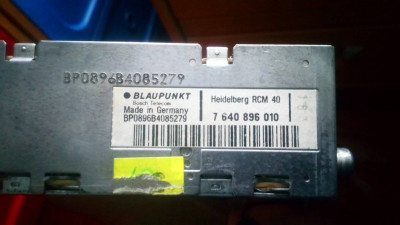 BP0896B4085279
BLAUPUNKT
Bosch Telecom
Made in Germany
BP0896B4085279
Heidelberg RCM 40
7 640 896 010